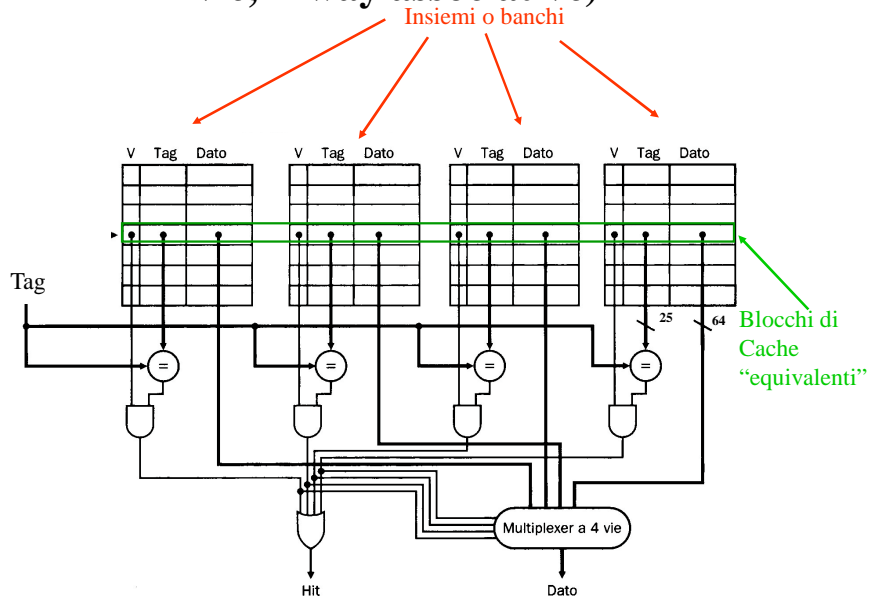 Insiemi o banchi
V Tag Dato
V Tag Dato
V Tag Dato
V Tag Dato
Tag
25
64
Blocchi di
Cache
“equivalenti”
=
=
=
=
Multiplexer a 4 vie
Hit
Dato